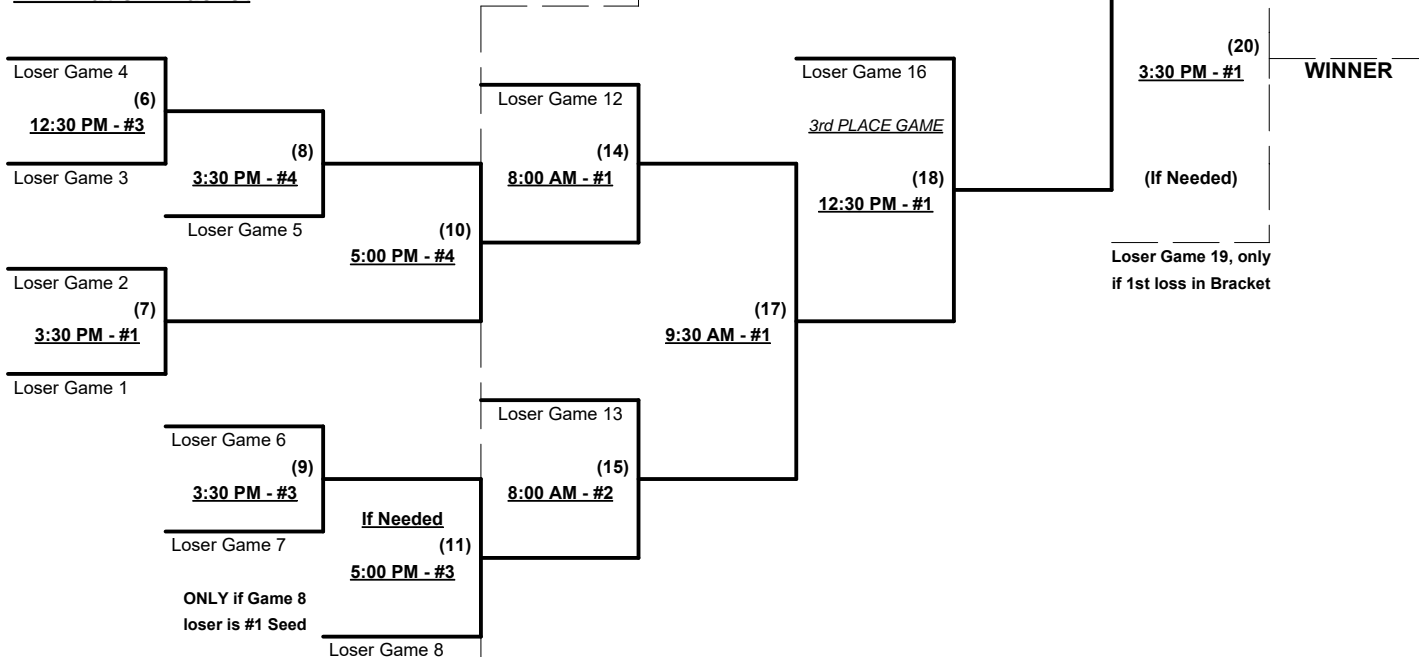 Loser Game 4
(6)
12:30 PM - #3
Loser Game 3
(8)
3:30 PM - #4
Loser Game 5
(10)
5:00 PM - #4
Loser Game 2
(7)
3:30 PM - #1
Loser Game 1
Loser Game 6
(9)
3:30 PM - #3
Loser Game 7
If Needed
(11)
5:00 PM - #3
ONLY if Game 8
loser is #1 Seed
Loser Game 8
Loser Game 12
(14)
8:00 AM - #1
Loser Game 13
(15)
8:00 AM - #2
(17)
9:30 AM - #1
Loser Game 16
3rd PLACE GAME
(18)
12:30 PM - #1
(20)
3:30 PM - #1
WINNER
(If Needed)
Loser Game 19, only
if 1st loss in Bracket